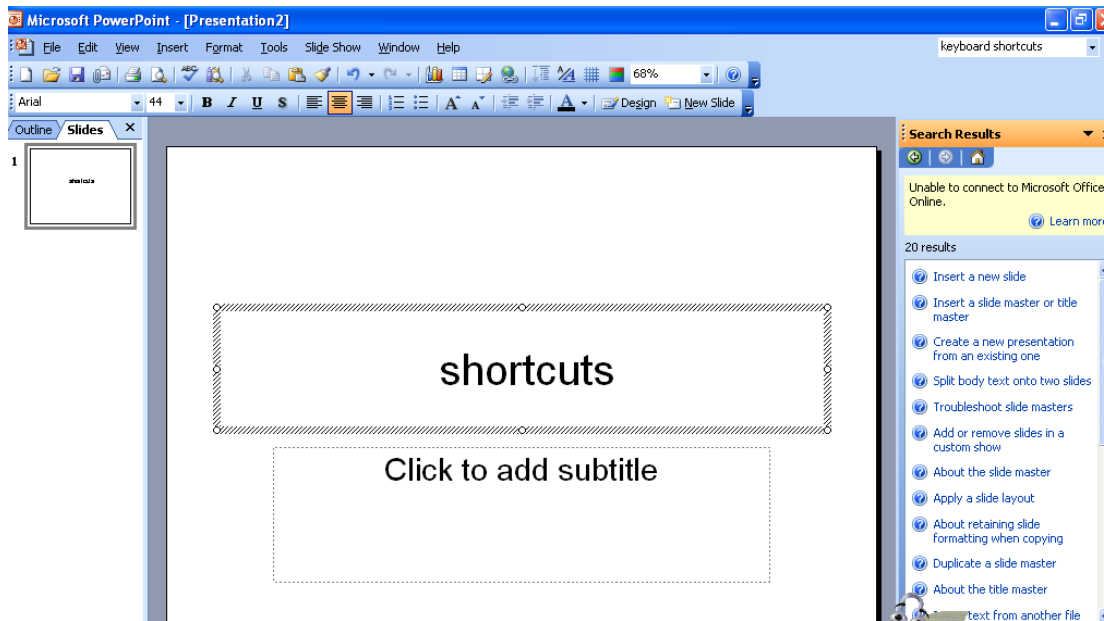 Microsoft PowerPoint - [Presentation2]
File Edit View Insert Format Tools Slide Show Window Help
keyboard shortcuts
68%
Arial 44 B I U S A A A Design New Slide
Outline Slides
1
shortcuts
shortcuts
Click to add subtitle
Search Results
Unable to connect to Microsoft Office
Online.
Learn more
20 results
Insert a new slide
Insert a slide master or title
master
Create a new presentation
from an existing one
Split body text onto two slides
Troubleshoot slide masters
Add or remove slides in a
custom show
About the slide master
Apply a slide layout
About retaining slide
formatting when copying
Duplicate a slide master
About the title master
text from another file